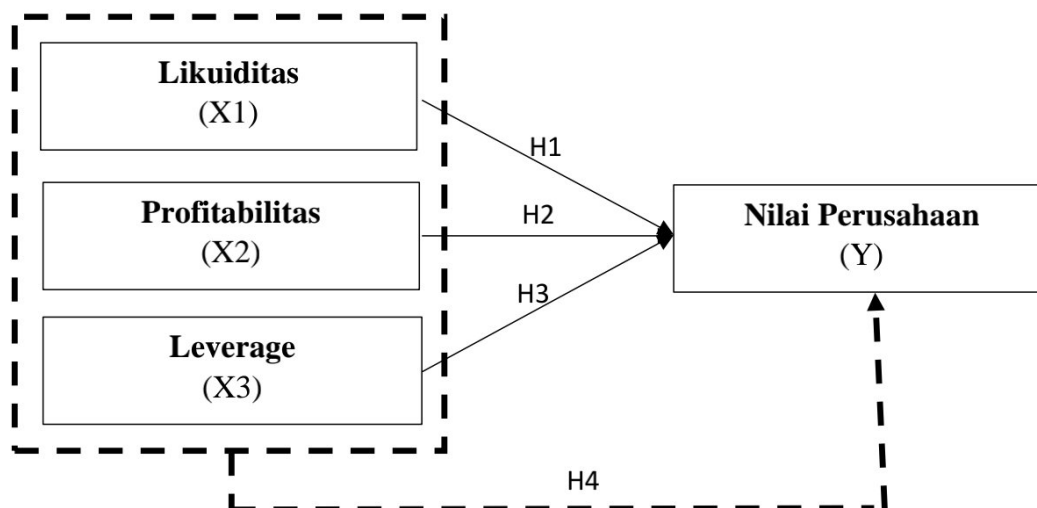 Likuiditas
(X1)
H1
Profitabilitas
(X2)
H2
Nilai Perusahaan
(Y)
H3
Leverage
(X3)
H4